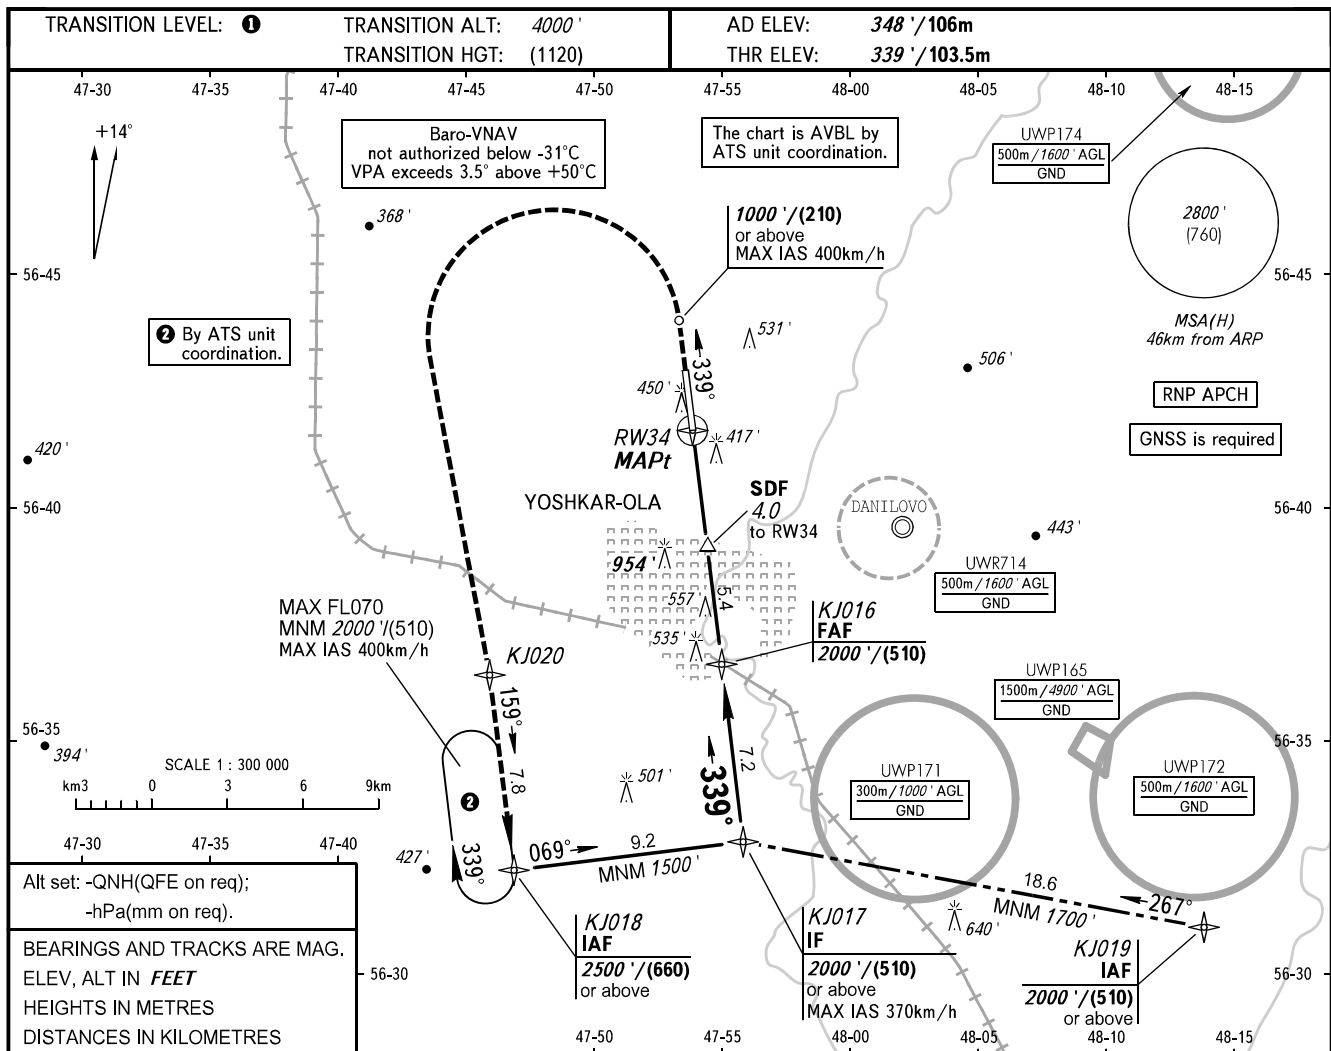 TRANSITION LEVEL: ❶
TRANSITION ALT: 4000 '
TRANSITION HGT: (1120)
AD ELEV: 348 '/106m
THR ELEV: 339 '/103.5m
47-30 47-35 47-40 47-45 47-50 47-55 48-00 48-05 48-10 48-15
+14°
Baro-VNAV
not authorized below -31°C
VPA exceeds 3.5° above +50°C
The chart is AVBL by
ATS unit coordination.
UWP174
500m/1600 ' AGL
GND
368 '
1000 '/(210)
or above
MAX IAS 400km/h
2800 '
(760)
56-45
56-45
MSA(H)
46km from ARP
❷ By ATS unit
coordination.
531 '
339°
506 '
450 '
RNP APCH
RW34
MAPt
417 '
GNSS is required
420 '
SDF
4.0
to RW34
YOSHKAR-OLA
DANILOVO
56-40
56-40
443 '
954 '
UWR714
500m/1600 ' AGL
GND
557 '
5.4
535 '
KJ016
FAF
2000 '/(510)
MAX FL070
MNM 2000 '/(510)
MAX IAS 400km/h
KJ020
UWP165
1500m/4900 ' AGL
GND
159°
7.8
56-35
56-35
394 '
7.2
339°
SCALE 1 : 300 000
km3 0 3 6 9km
501 '
UWP171
300m/1000 ' AGL
GND
UWP172
500m/1600 ' AGL
GND
❷
339°
47-30 47-35 47-40
427 '
069°
9.2
MNM 1500'
18.6
MNM 1700'
267°
640 '
Alt set: -QNH(QFE on req);
-hPa(mm on req).
KJ018
IAF
2500 '/(660)
or above
KJ017
IF
2000 '/(510)
or above
MAX IAS 370km/h
KJ019
IAF
2000 '/(510)
or above
BEARINGS AND TRACKS ARE MAG.
ELEV, ALT IN FEET
HEIGHTS IN METRES
DISTANCES IN KILOMETRES
56-30
56-30
47-50 47-55 48-00 48-05 48-10 48-15